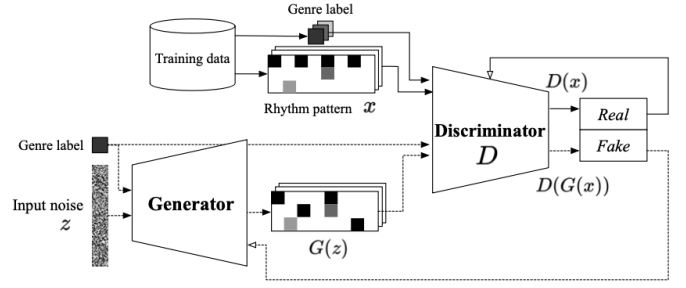 Genre label
Training data
Rhythm pattern x
D(x)
Real
Discriminator
D
Fake
D(G(x))
Genre label
Input noise
z
Generator
G(z)